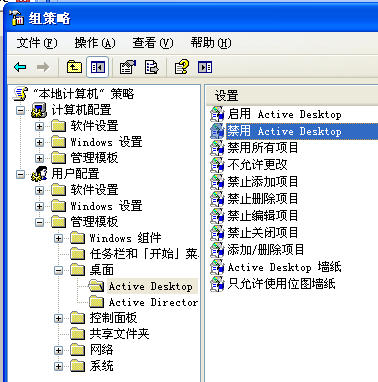 组策略
文件(F) 操作(A) 查看(V) 帮助(H)
"本地计算机" 策略
计算机配置
软件设置
Windows 设置
管理模板
用户配置
软件设置
Windows 设置
管理模板
Windows 组件
任务栏和「开始」菜
桌面
Active Desktop
Active Director
控制面板
共享文件夹
网络
系统
设置
启用 Active Desktop
禁用 Active Desktop
禁用所有项目
不允许更改
禁止添加项目
禁止删除项目
禁止编辑项目
禁止关闭项目
添加/删除项目
Active Desktop 墙纸
只允许使用位图墙纸